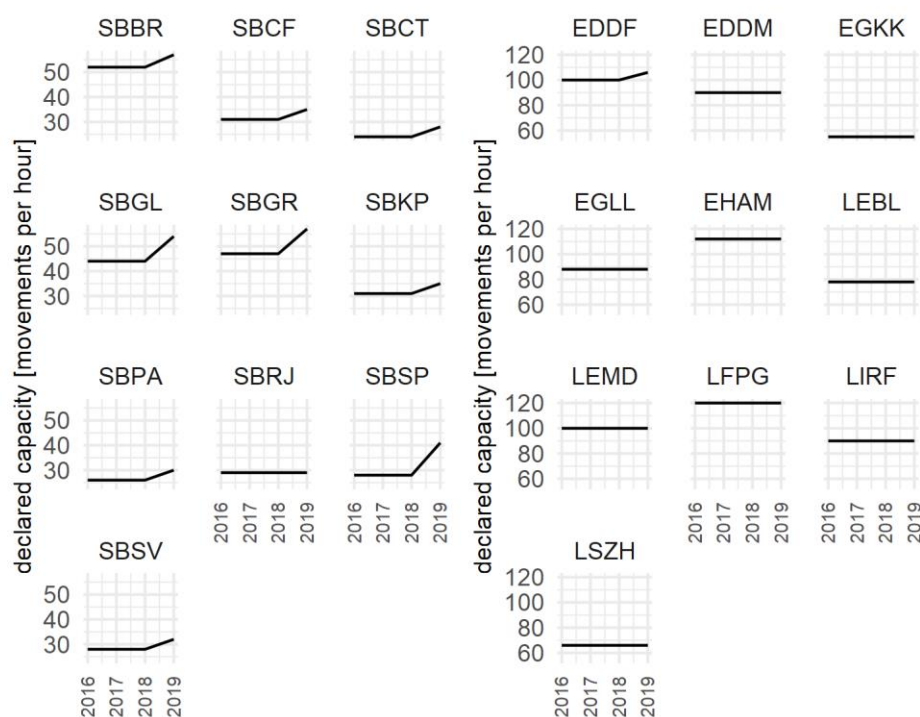 declared capacity [movements per hour]
SBBR SBCF SBCT
50
40
30
SBGL SBGR SBKP
50
40
30
SBPA SBRJ SBSP
50
40
30
2016 2017 2018 2019
2016 2017 2018 2019
SBSV
50
40
30
2016 2017 2018 2019
declared capacity [movements per hour]
EDDF EDDM EGKK
120
100
80
60
EGLL EHAM LEBL
120
100
80
60
LEMD LFPG LIRF
120
100
80
60
2016 2017 2018 2019
2016 2017 2018 2019
LSZH
120
100
80
60
2016 2017 2018 2019